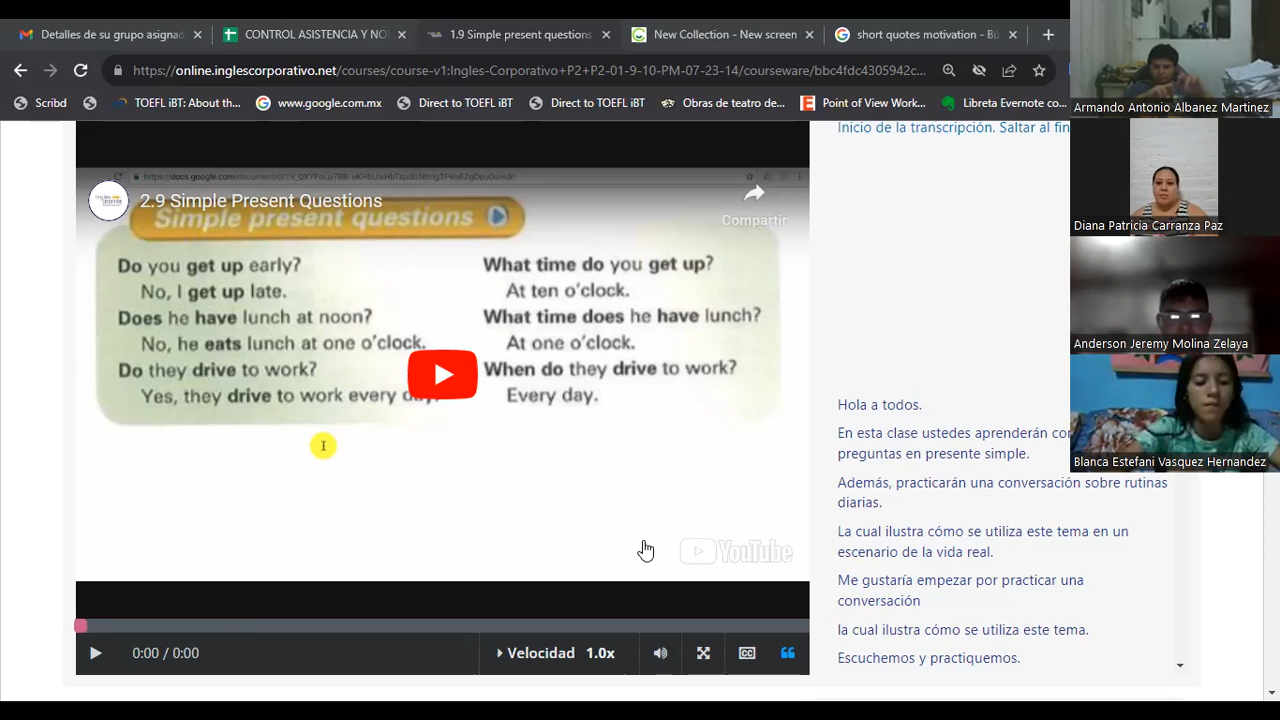 Detalles de su grupo asignad
CONTROL ASISTENCIA Y NO
1.9 Simple present questions
New Collection - New screen
short quotes motivation - Bú
https://online.inglescorporativo.net/courses/course-v1:Ingles-Corporativo+P2+P2-01-9-10-PM-07-23-14/courseware/bbc4fdc4305942c...
Scribd
TOEFL iBT: About th...
www.google.com.mx
Direct to TOEFL iBT
Direct to TOEFL iBT
Obras de teatro de...
Point of View Work...
Libreta Evernote co...
2.9 Simple Present Questions
Compartir
Simple present questions
Do you get up early?
No, I get up late.
Does he have lunch at noon?
No, he eats lunch at one o'clock.
Do they drive to work?
Yes, they drive to work every
What time do you get up?
At ten o'clock.
What time does he have lunch?
At one o'clock.
When do they drive to work?
Every day.
YouTube
0:00 / 0:00
Velocidad 1.0x
CC
Inicio de la transcripción. Saltar al fin
Hola a todos.
En esta clase ustedes aprenderán co
preguntas en presente simple.
Además, practicarán una conversación sobre rutinas
diarias.
La cual ilustra cómo se utiliza este tema en un
escenario de la vida real.
Me gustaría empezar por practicar una
conversación
la cual ilustra cómo se utiliza este tema.
Escuchemos y practiquemos.
Armando Antonio Albanez Martinez
Diana Patricia Carranza Paz
Anderson Jeremy Molina Zelaya
Blanca Estefani Vasquez Hernandez